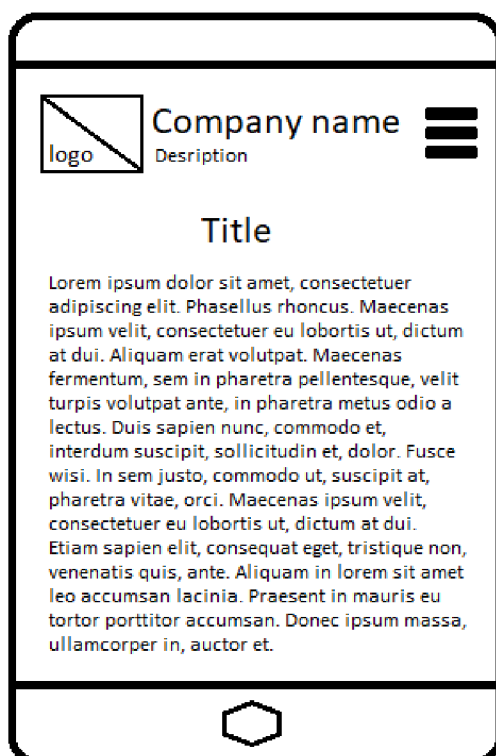 Company name
logo
Desription
Title
Lorem ipsum dolor sit amet, consectetuer
adipiscing elit. Phasellus rhoncus. Maecenas
ipsum velit, consectetuer eu lobortis ut, dictum
at dui. Aliquam erat volutpat. Maecenas
fermentum, sem in pharetra pellentesque, velit
turpis volutpat ante, in pharetra metus odio a
lectus. Duis sapien nunc, commodo et,
interdum suscipit, sollicitudin et, dolor. Fusce
wisi. In sem justo, commodo ut, suscipit at,
pharetra vitae, orci. Maecenas ipsum velit,
consectetuer eu lobortis ut, dictum at dui.
Etiam sapien elit, consequat eget, tristique non,
venenatis quis, ante. Aliquam in lorem sit amet
leo accumsan lacinia. Praesent in mauris eu
tortor porttitor accumsan. Donec ipsum massa,
ullamcorper in, auctor et.